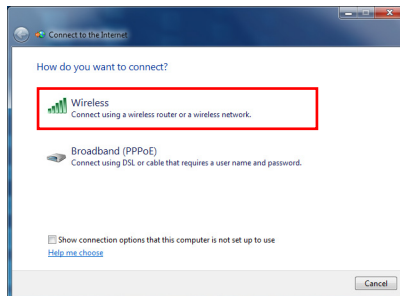 Connect to the Internet
How do you want to connect?
Wireless
Connect using a wireless router or a wireless network.
Broadband (PPPoE)
Connect using DSL or cable that requires a user name and password.
Show connection options that this computer is not set up to use
Help me choose
Cancel